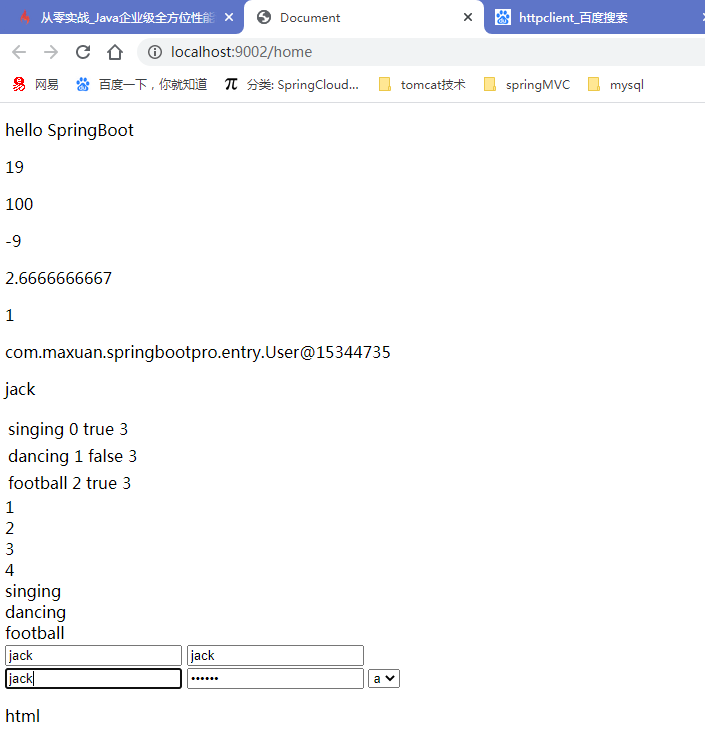 从零实战_Java企业级全方位性能 Document httpclient_百度搜索
localhost:9002/home
网易 百度一下，你就知道 分类: SpringCloud... tomcat技术 springMVC mysql
hello SpringBoot
19
100
-9
2.6666666667
1
com.maxuan.springbootpro.entry.User@15344735
jack
singing 0 true 3
dancing 1 false 3
football 2 true 3
1
2
3
4
singing
dancing
football
jack jack
jack •••••• a
html